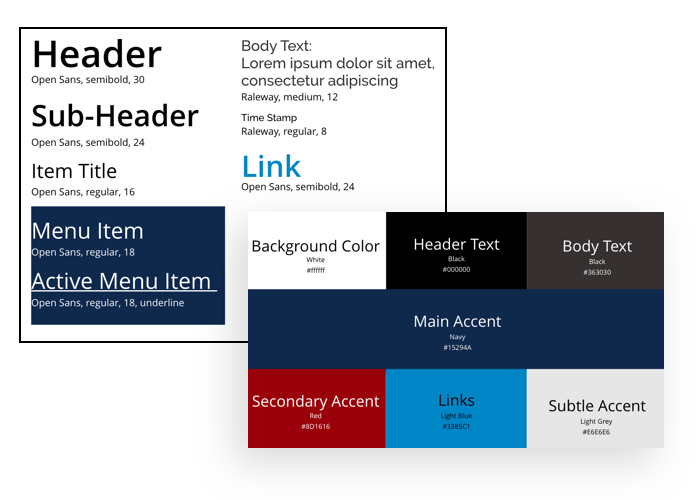 Header
Open Sans, semibold, 30
Sub-Header
Open Sans, semibold, 24
Item Title
Open Sans, regular, 16
Menu Item
Open Sans, regular, 18
Active Menu Item
Open Sans, regular, 18, underline
Body Text:
Lorem ipsum dolor sit amet,
consectetur adipiscing
Raleway, medium, 12
Time Stamp
Raleway, regular, 8
Link
Open Sans, semibold, 24
Background Color
White
#ffffff
Header Text
Black
#000000
Body Text
Black
#363030
Main Accent
Navy
#15294A
Secondary Accent
Red
#8D1616
Links
Light Blue
#3385C1
Subtle Accent
Light Grey
#E6E6E6